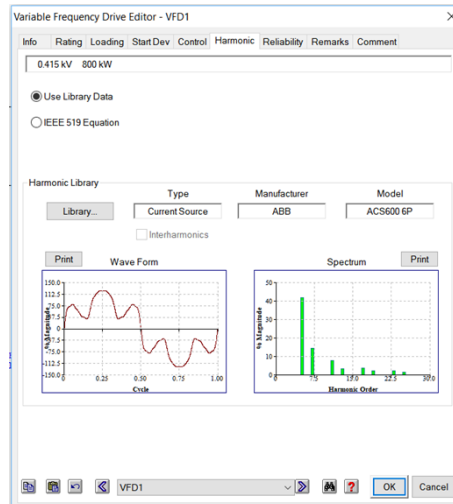 Variable Frequency Drive Editor - VFD1
Info Rating Loading Start Dev Control Harmonic Reliability Remarks Comment
0.415 kV 800 kW
Use Library Data
IEEE 519 Equation
Harmonic Library
Type Manufacturer Model
Library... Current Source ABB ACS600 6P
Interharmonics
Print Wave Form Spectrum Print
150.0
112.5
75.0
37.5
0
-37.5
-75.0
-112.5
-150.0
% Magnitude
0 0.25 0.50 0.75 1.00
Cycle
50
40
30
20
10
0
% Magnitude
0 7.5 15.0 22.5 30.0
Harmonic Order
VFD1 ? OK Cancel